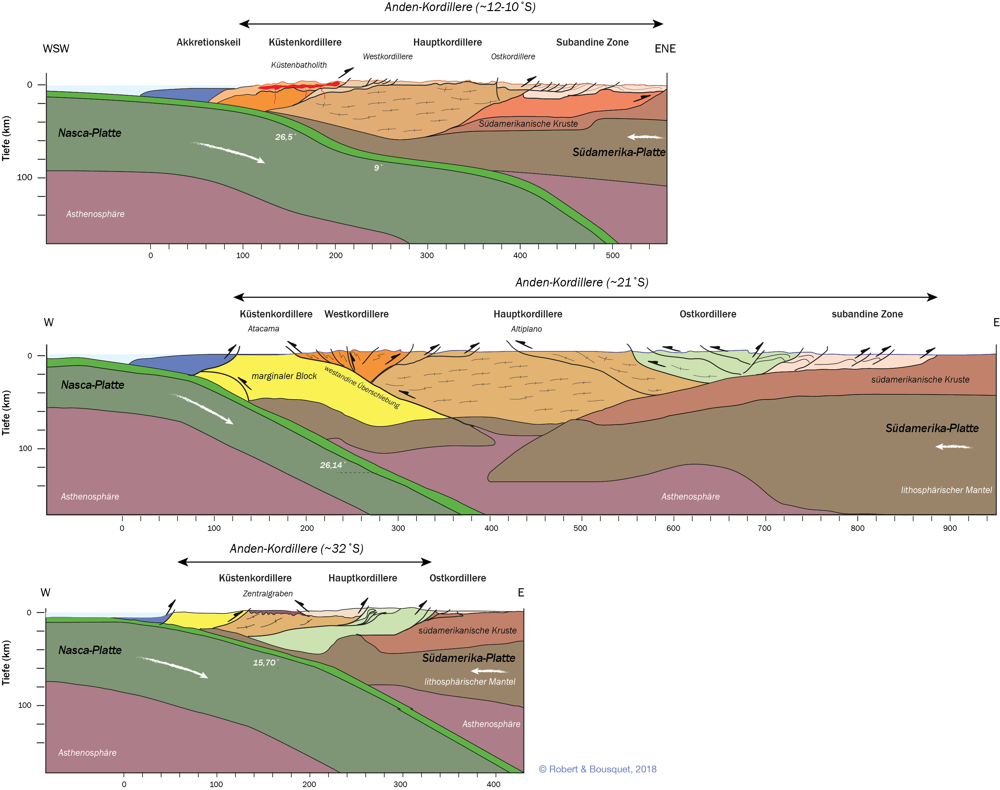 Anden-Kordillere (~12-10˚S)
Akkretionskeil Küstenkordillere Hauptkordillere Subandine Zone
WSW ENE
Küstenbatholith Westkordillere Ostkordillere
0
Nasca-Platte
26,5˚
Südamerikanische Kruste
Südamerika-Platte
9˚
100
Asthenosphäre
Tiefe (km)
0 100 200 300 400 500
Anden-Kordillere (~21˚S)
Küstenkordillere Westkordillere Hauptkordillere Ostkordillere subandine Zone
W E
Atacama Altiplano
0
Nasca-Platte
marginaler Block
westandine Überschiebung
südamerikanische Kruste
Südamerika-Platte
100
26,14˚
Asthenosphäre
Asthenosphäre
lithosphärischer Mantel
Tiefe (km)
0 100 200 300 400 500 600 700 800 900
Anden-Kordillere (~32˚S)
Küstenkordillere Hauptkordillere Ostkordillere
W E
Zentralgraben
0
südamerikanische Kruste
Nasca-Platte
Südamerika-Platte
15,70˚
lithosphärischer Mantel
100
Asthenosphäre
Asthenosphäre
Tiefe (km)
0 100 200 300 400
© Robert & Bousquet, 2018